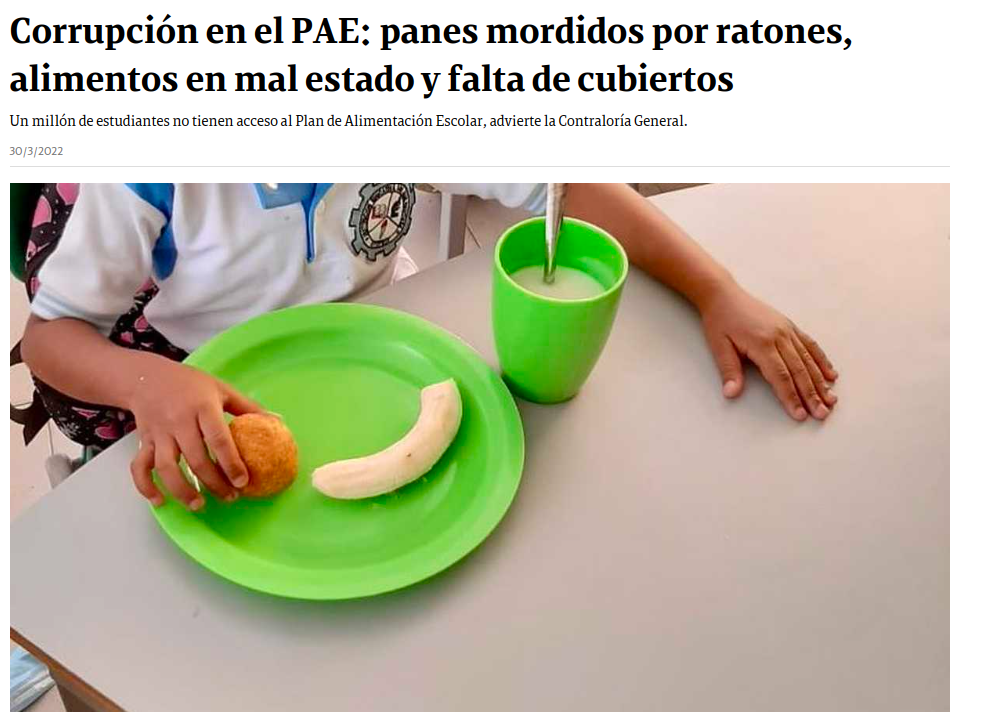 Corrupción en el PAE: panes mordidos por ratones,
alimentos en mal estado y falta de cubiertos
Un millón de estudiantes no tienen acceso al Plan de Alimentación Escolar, advierte la Contraloría General.
30/3/2022